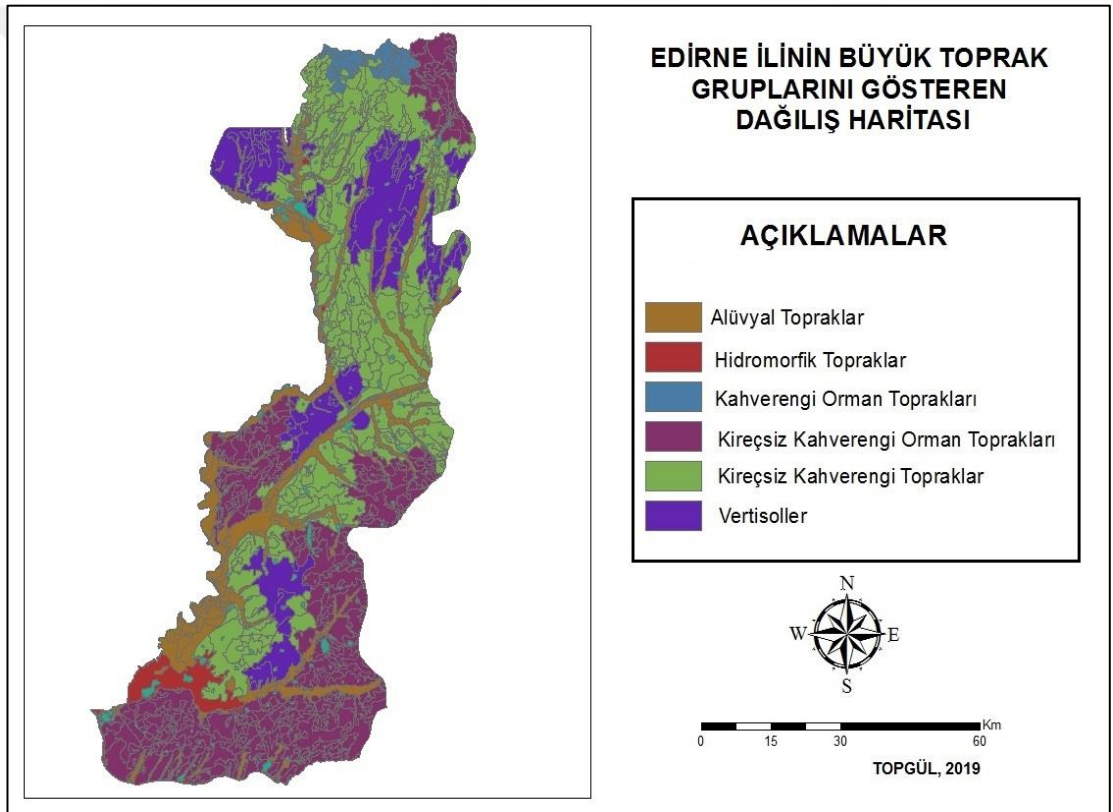 EDİRNE İLİNİN BÜYÜK TOPRAK
GRUPLARINI GÖSTEREN
DAĞILIŞ HARİTASI
AÇIKLAMALAR
Alüvyal Topraklar
Hidromorfik Topraklar
Kahverengi Orman Toprakları
Kireçsiz Kahverengi Orman Toprakları
Kireçsiz Kahverengi Topraklar
Vertisoller
N
W E
S
Km
0 15 30 60
TOPGÜL, 2019